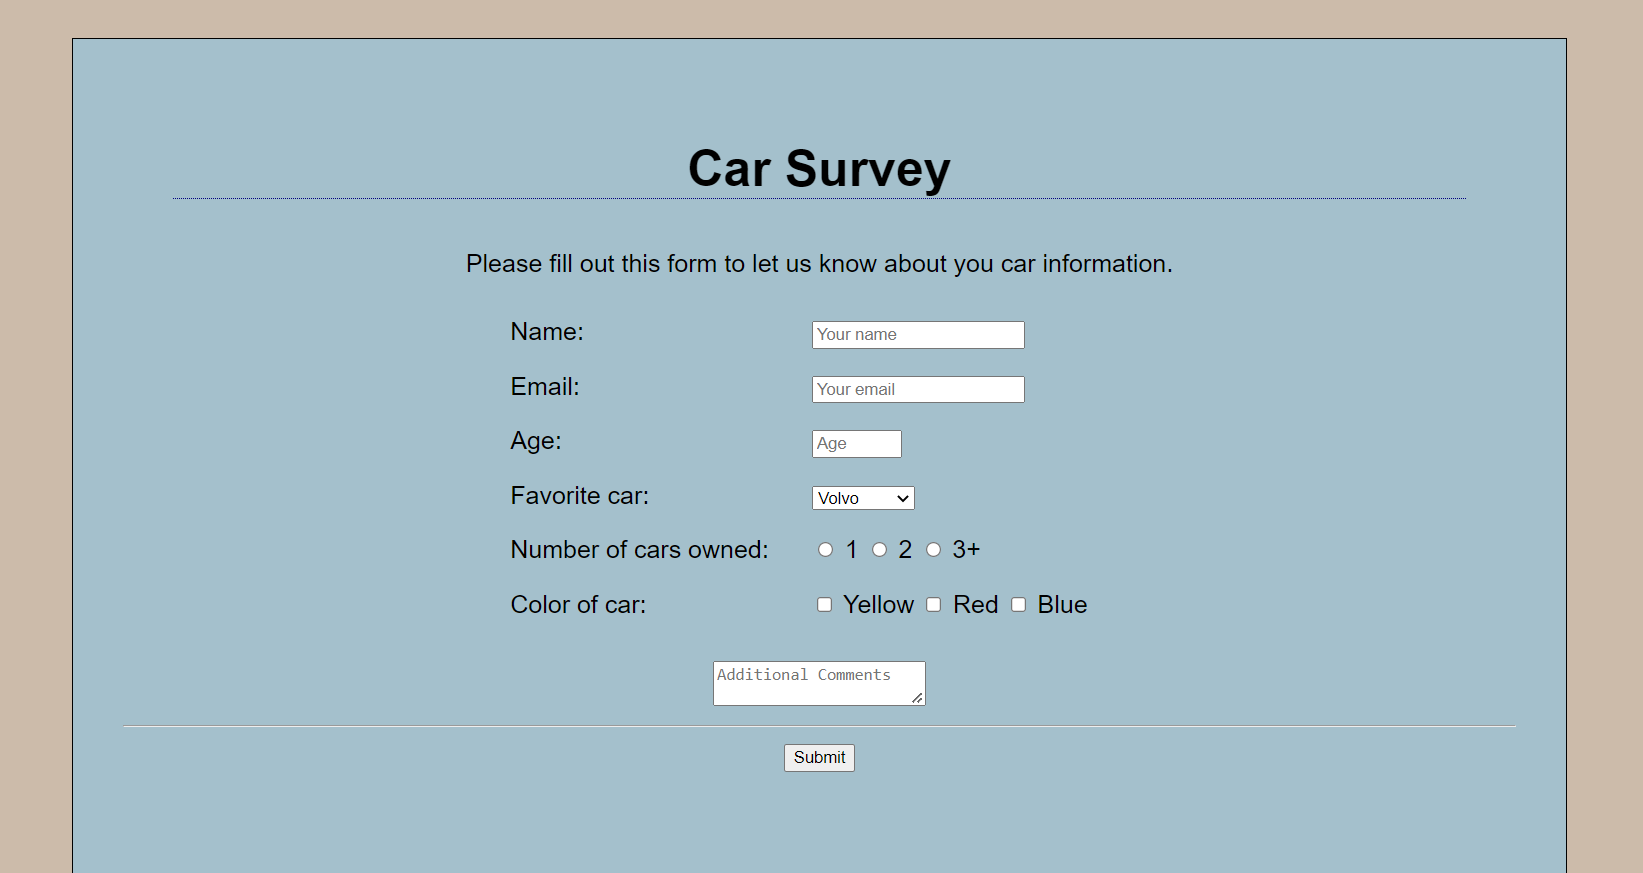 Car Survey
Please fill out this form to let us know about you car information.
Name: Your name
Email: Your email
Age: Age
Favorite car: Volvo
Number of cars owned: 1 2 3+
Color of car: Yellow Red Blue
Additional Comments
Submit